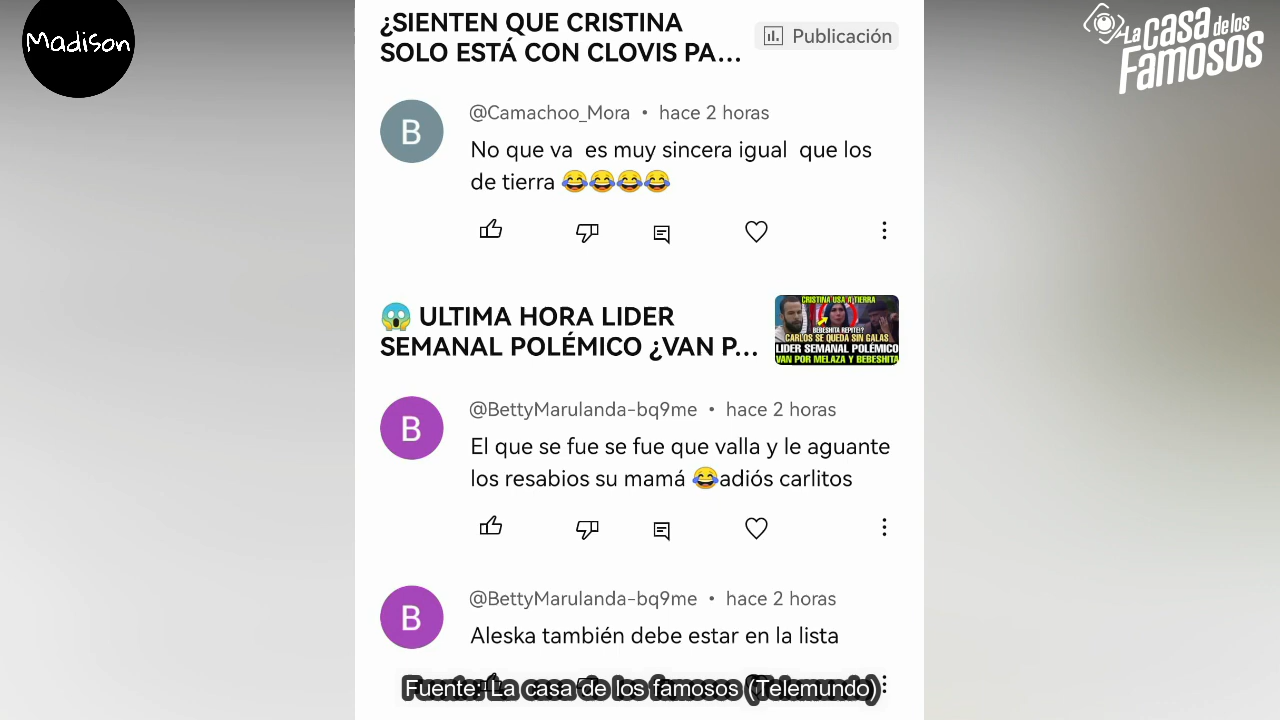 Madison
La casa de los Famosos
¿SIENTEN QUE CRISTINA
SOLO ESTÁ CON CLOVIS PA...
Publicación
B
@Camachoo_Mora • hace 2 horas
No que va es muy sincera igual que los
de tierra 😂😂😂😂
😱 ULTIMA HORA LIDER
SEMANAL POLÉMICO ¿VAN P...
CRISTINA USA A TIERRA
BEBESHITA REPITE!?
CARLOS SE QUEDA SIN GALAS
LIDER SEMANAL POLÉMICO
VAN POR MELAZA Y BEBESHITA
B
@BettyMarulanda-bq9me • hace 2 horas
El que se fue se fue que valla y le aguante
los resabios su mamá 😂adiós carlitos
B
@BettyMarulanda-bq9me • hace 2 horas
Aleska también debe estar en la lista
Fuente: La casa de los famosos (Telemundo)